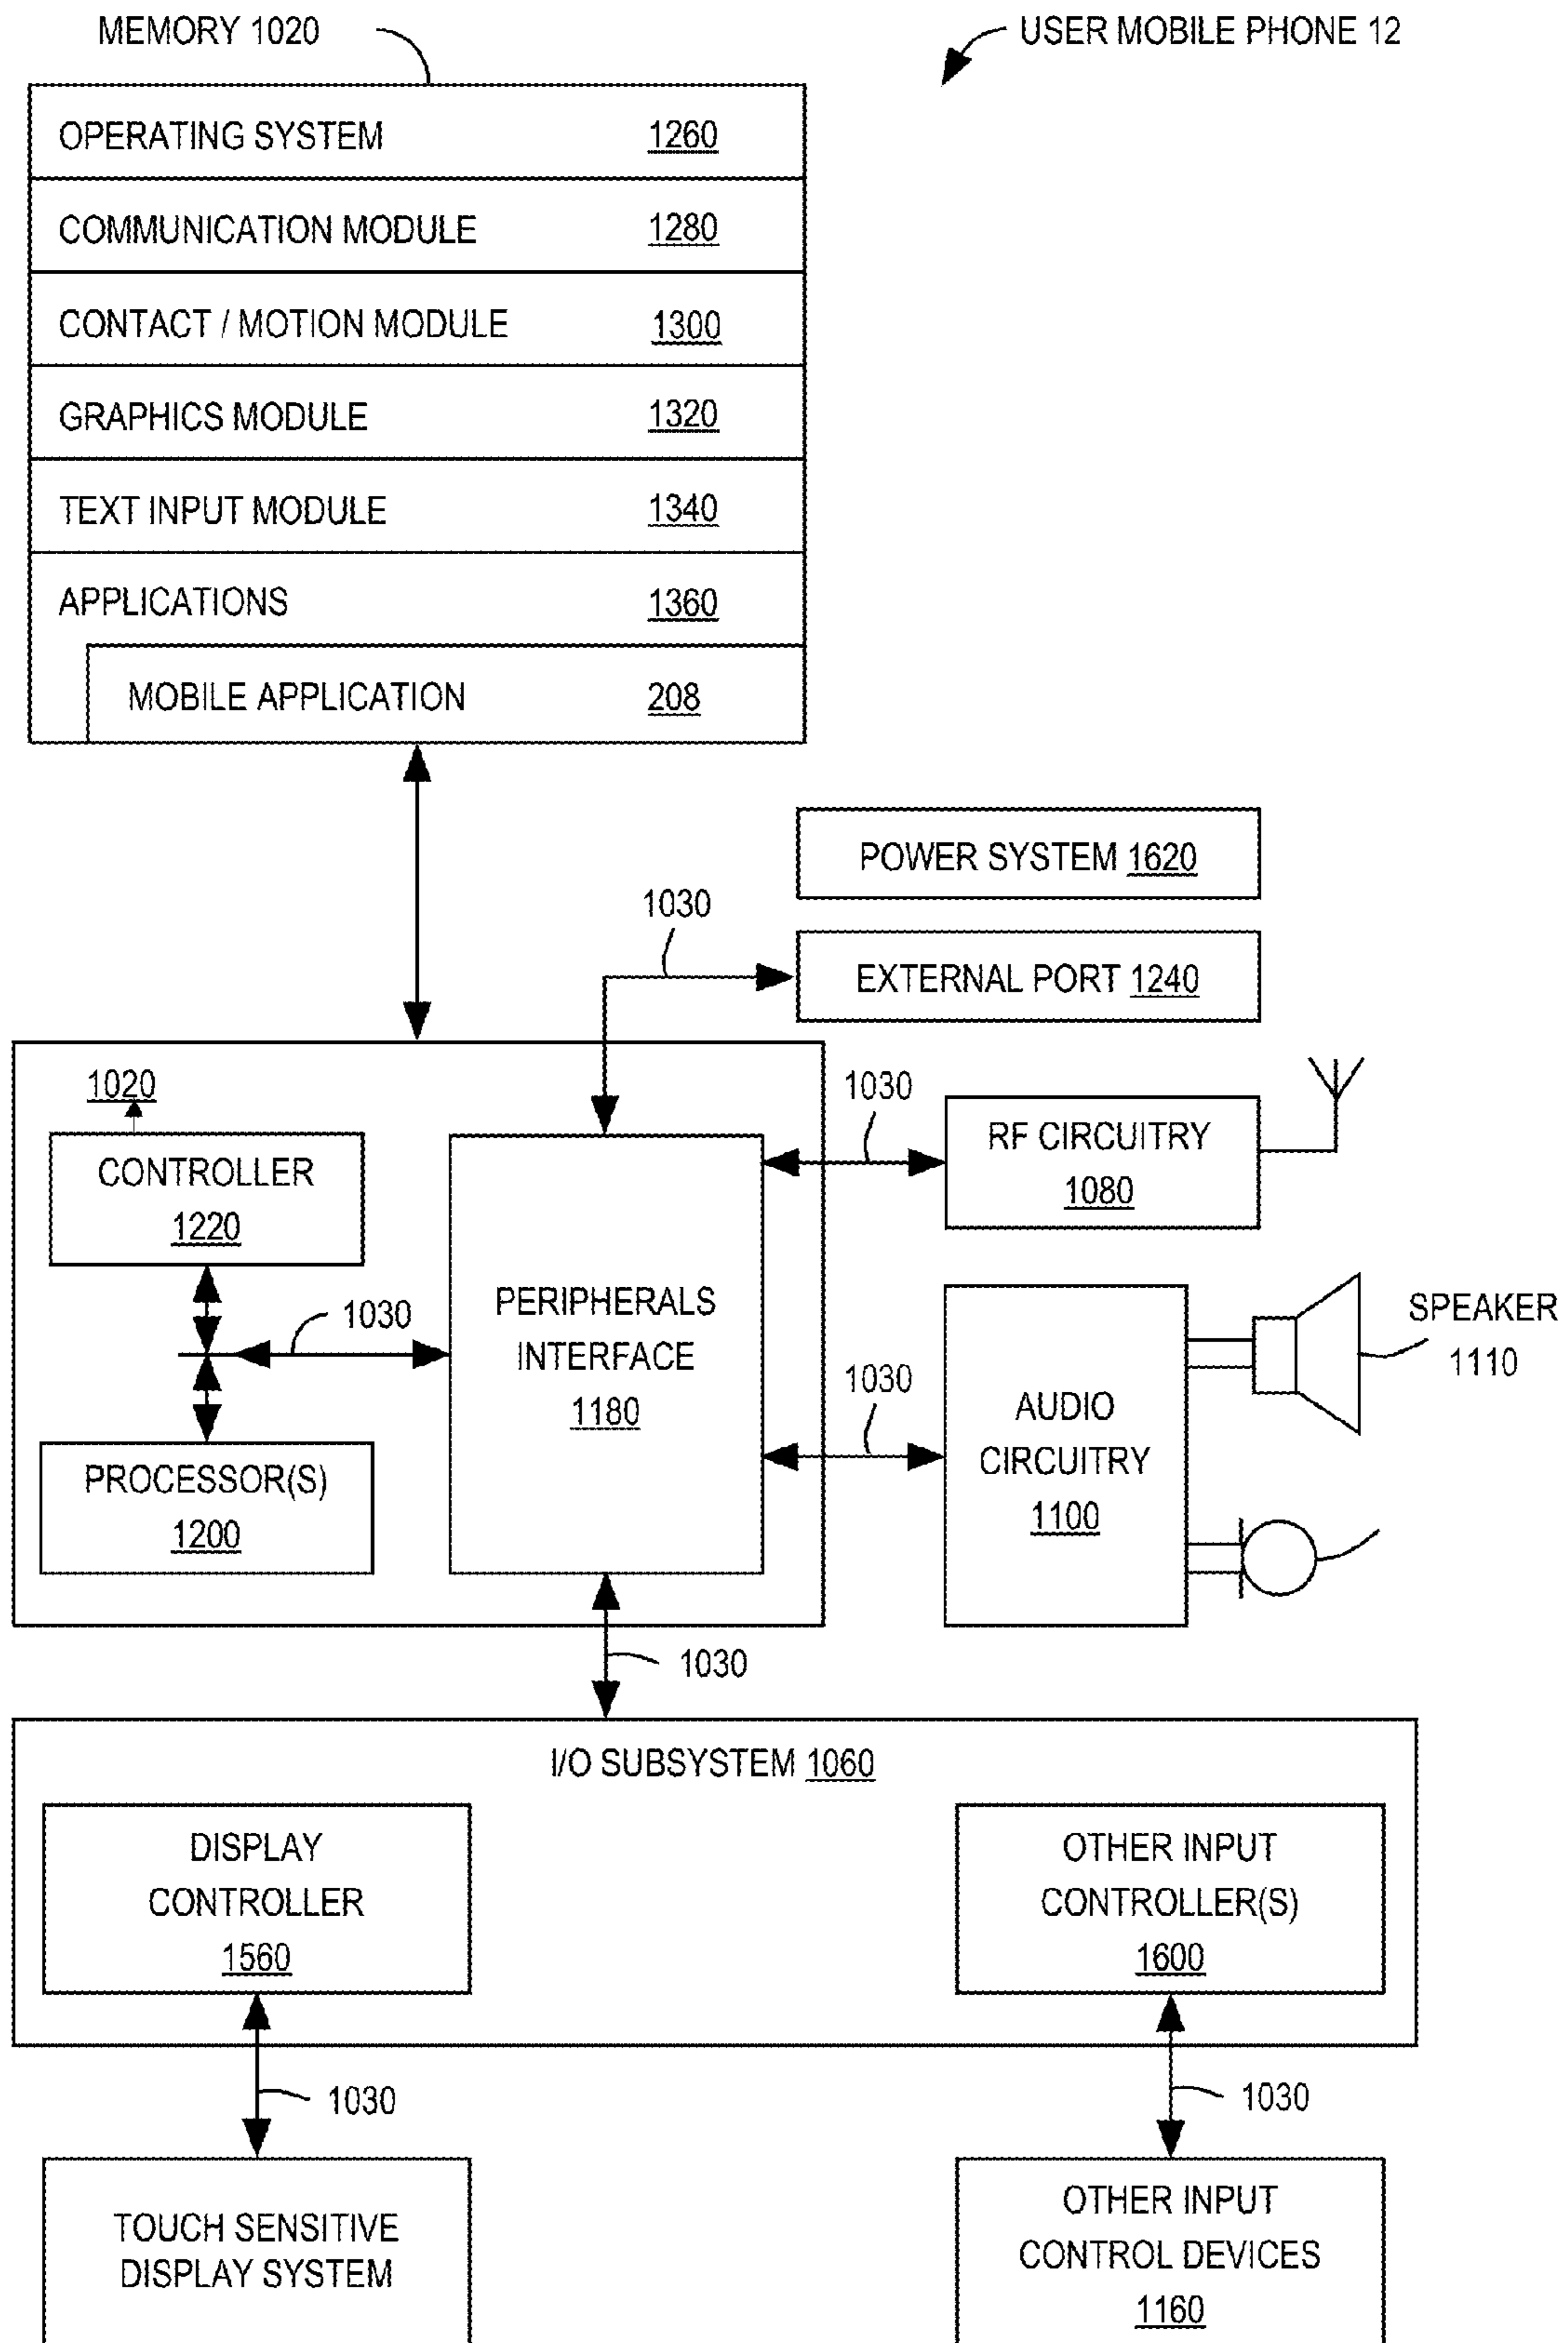 MEMORY 1020
USER MOBILE PHONE 12
OPERATING SYSTEM 1260
COMMUNICATION MODULE 1280
CONTACT / MOTION MODULE 1300
GRAPHICS MODULE 1320
TEXT INPUT MODULE 1340
APPLICATIONS 1360
MOBILE APPLICATION 208
POWER SYSTEM 1620
1030
EXTERNAL PORT 1240
1020
CONTROLLER
1220
1030
PROCESSOR(S)
1200
PERIPHERALS
INTERFACE
1180
1030
RF CIRCUITRY
1080
1030
AUDIO
CIRCUITRY
1100
SPEAKER
1110
1030
I/O SUBSYSTEM 1060
DISPLAY
CONTROLLER
1560
OTHER INPUT
CONTROLLER(S)
1600
1030
1030
TOUCH SENSITIVE
DISPLAY SYSTEM
OTHER INPUT
CONTROL DEVICES
1160